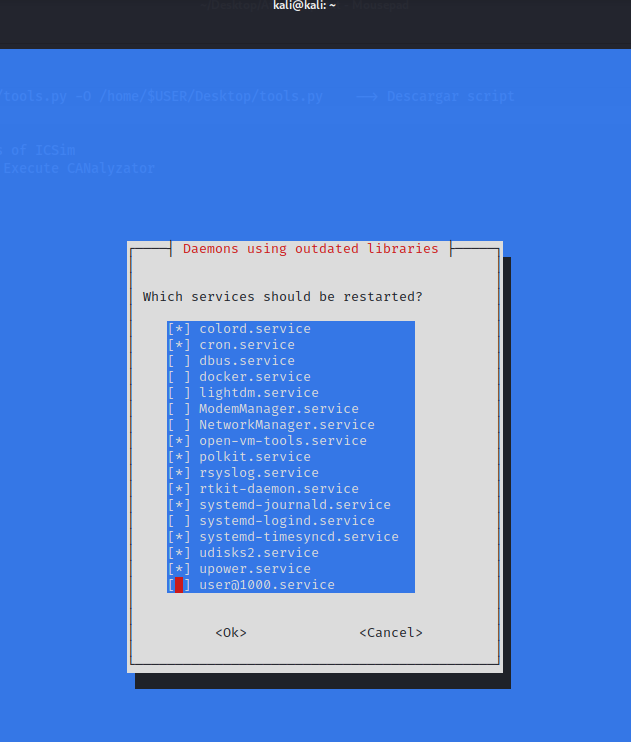 kali@kali: ~
/tools.py -O /home/$USER/Desktop/tools.py —> Descargar script
s of ICSim
Execute CANalyzator
Daemons using outdated libraries
Which services should be restarted?
[*] colord.service
[*] cron.service
[ ] dbus.service
[ ] docker.service
[ ] lightdm.service
[ ] ModemManager.service
[ ] NetworkManager.service
[*] open-vm-tools.service
[*] polkit.service
[*] rsyslog.service
[*] rtkit-daemon.service
[*] systemd-journald.service
[ ] systemd-logind.service
[*] systemd-timesyncd.service
[*] udisks2.service
[*] upower.service
[ ] user@1000.service
<Ok> <Cancel>